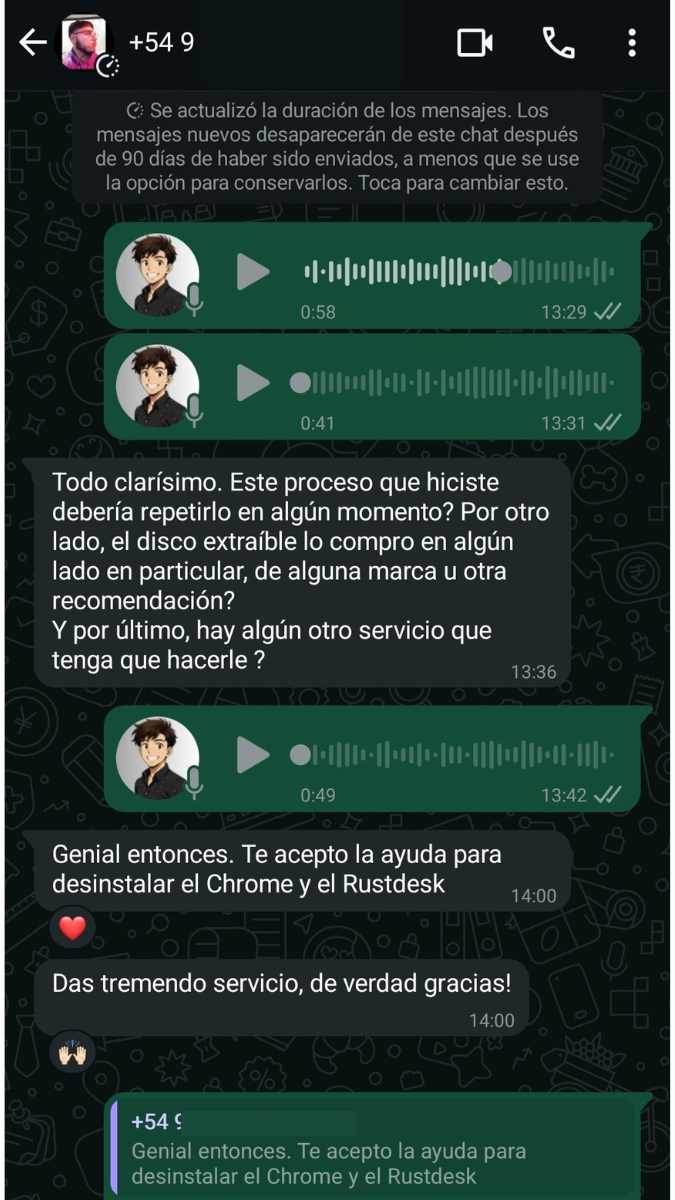 +54 9
Se actualizó la duración de los mensajes. Los
mensajes nuevos desaparecerán de este chat después
de 90 días de haber sido enviados, a menos que se use
la opción para conservarlos. Toca para cambiar esto.
0:58 13:29
0:41 13:31
Todo clarísimo. Este proceso que hiciste
debería repetirlo en algún momento? Por otro
lado, el disco extraíble lo compro en algún
lado en particular, de alguna marca u otra
recomendación?
Y por último, hay algún otro servicio que
tenga que hacerle ?
13:36
0:49 13:42
Genial entonces. Te acepto la ayuda para
desinstalar el Chrome y el Rustdesk
14:00
Das tremendo servicio, de verdad gracias!
14:00
+54 9
Genial entonces. Te acepto la ayuda para
desinstalar el Chrome y el Rustdesk